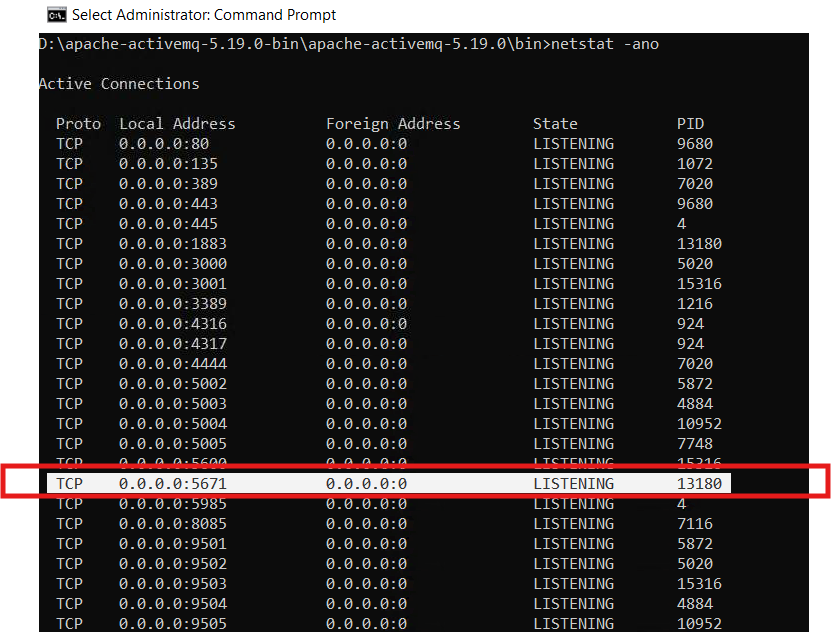 Select Administrator: Command Prompt
D:\apache-activemq-5.19.0-bin\apache-activemq-5.19.0\bin>netstat -ano
Active Connections
Proto Local Address Foreign Address State PID
TCP 0.0.0.0:80 0.0.0.0:0 LISTENING 9680
TCP 0.0.0.0:135 0.0.0.0:0 LISTENING 1072
TCP 0.0.0.0:389 0.0.0.0:0 LISTENING 7020
TCP 0.0.0.0:443 0.0.0.0:0 LISTENING 9680
TCP 0.0.0.0:445 0.0.0.0:0 LISTENING 4
TCP 0.0.0.0:1883 0.0.0.0:0 LISTENING 13180
TCP 0.0.0.0:3000 0.0.0.0:0 LISTENING 5020
TCP 0.0.0.0:3001 0.0.0.0:0 LISTENING 15316
TCP 0.0.0.0:3389 0.0.0.0:0 LISTENING 1216
TCP 0.0.0.0:4316 0.0.0.0:0 LISTENING 924
TCP 0.0.0.0:4317 0.0.0.0:0 LISTENING 924
TCP 0.0.0.0:4444 0.0.0.0:0 LISTENING 7020
TCP 0.0.0.0:5002 0.0.0.0:0 LISTENING 5872
TCP 0.0.0.0:5003 0.0.0.0:0 LISTENING 4884
TCP 0.0.0.0:5004 0.0.0.0:0 LISTENING 10952
TCP 0.0.0.0:5005 0.0.0.0:0 LISTENING 7748
TCP 0.0.0.0:5600 0.0.0.0:0 LISTENING 15316
TCP 0.0.0.0:5671 0.0.0.0:0 LISTENING 13180
TCP 0.0.0.0:5985 0.0.0.0:0 LISTENING 4
TCP 0.0.0.0:8085 0.0.0.0:0 LISTENING 7116
TCP 0.0.0.0:9501 0.0.0.0:0 LISTENING 5872
TCP 0.0.0.0:9502 0.0.0.0:0 LISTENING 5020
TCP 0.0.0.0:9503 0.0.0.0:0 LISTENING 15316
TCP 0.0.0.0:9504 0.0.0.0:0 LISTENING 4884
TCP 0.0.0.0:9505 0.0.0.0:0 LISTENING 10952